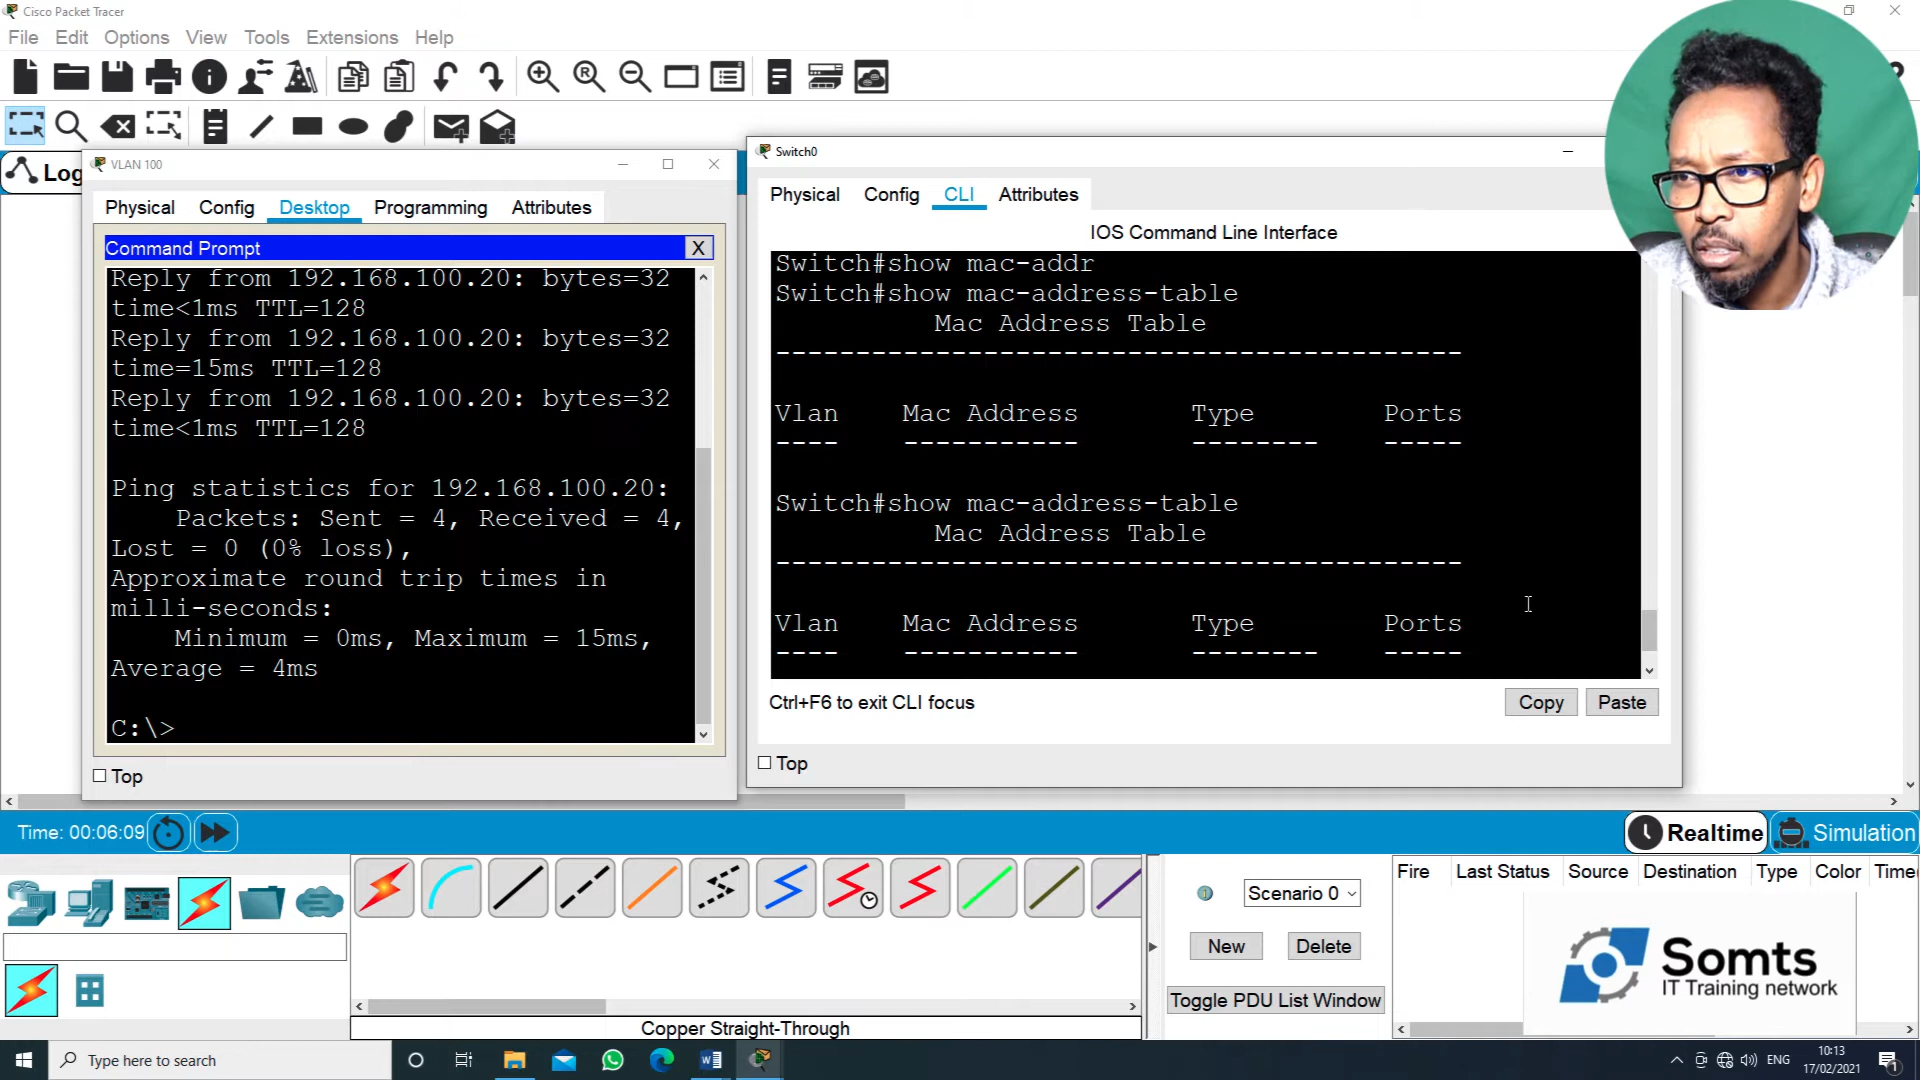 Cisco Packet Tracer
File Edit Options View Tools Extensions Help
Log
VLAN 100
Physical Config Desktop Programming Attributes
Command Prompt X
Reply from 192.168.100.20: bytes=32
time<1ms TTL=128
Reply from 192.168.100.20: bytes=32
time=15ms TTL=128
Reply from 192.168.100.20: bytes=32
time<1ms TTL=128
Ping statistics for 192.168.100.20:
Packets: Sent = 4, Received = 4,
Lost = 0 (0% loss),
Approximate round trip times in
milli-seconds:
Minimum = 0ms, Maximum = 15ms,
Average = 4ms
C:\>
Top
Switch0
Physical Config CLI Attributes
IOS Command Line Interface
Switch#show mac-addr
Switch#show mac-address-table
Mac Address Table
-------------------------------------------
Vlan Mac Address Type Ports
---- ----------- -------- -----
Switch#show mac-address-table
Mac Address Table
-------------------------------------------
Vlan Mac Address Type Ports
---- ----------- -------- -----
Ctrl+F6 to exit CLI focus
Copy Paste
Top
Time: 00:06:09
Realtime Simulation
Scenario 0
New Delete
Toggle PDU List Window
Fire Last Status Source Destination Type Color Time
Copper Straight-Through
Somts
IT Training network
Type here to search
ENG
10:13
17/02/2021
1